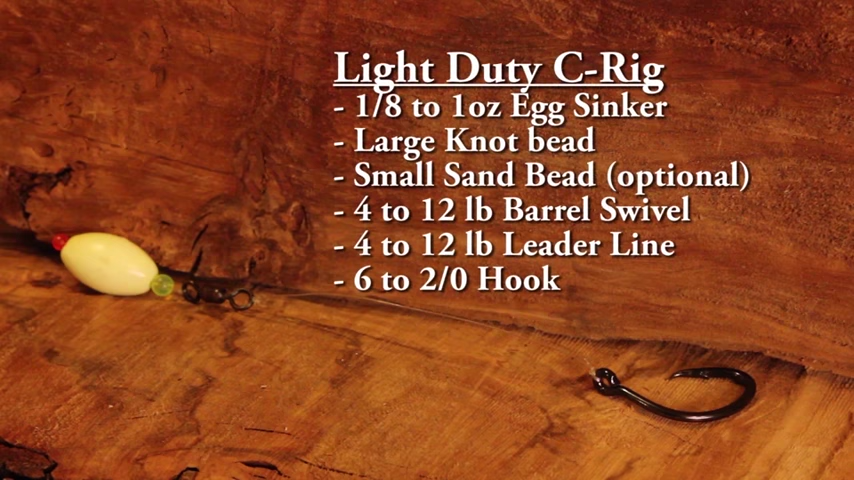 Light Duty C-Rig
- 1/8 to 1oz Egg Sinker
- Large Knot bead
- Small Sand Bead (optional)
- 4 to 12 lb Barrel Swivel
- 4 to 12 lb Leader Line
- 6 to 2/0 Hook